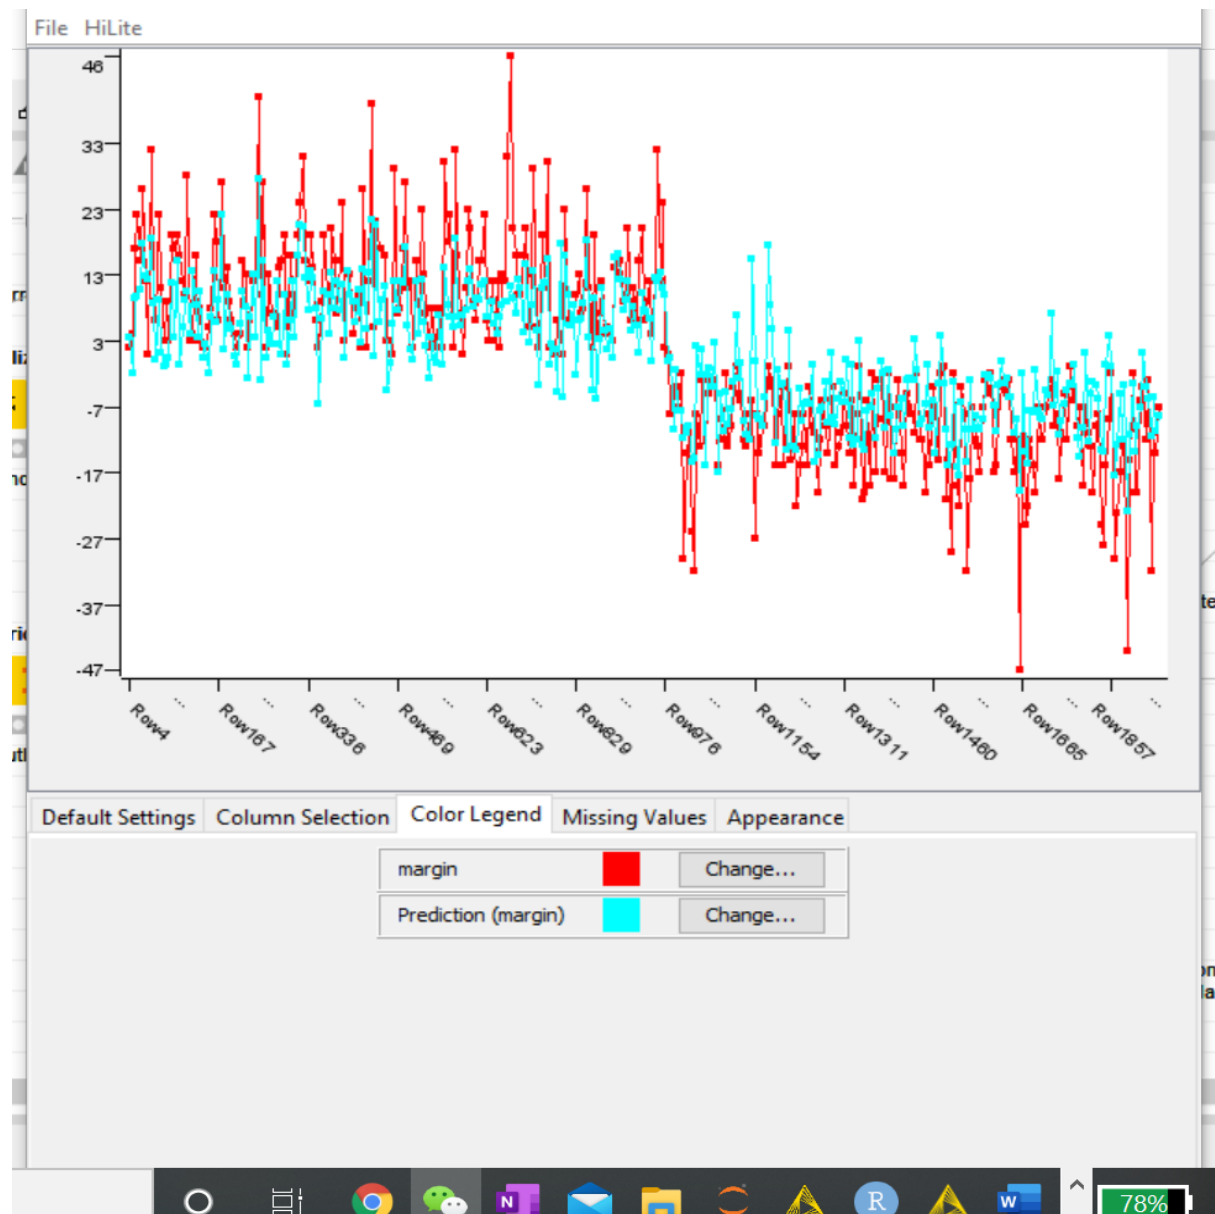 File HiLite
46
33
23
13
3
-7
-17
-27
-37
-47
Row4 ... Row167 ... Row336 ... Row469 ... Row623 ... Row829 ... Row976 ... Row1154 ... Row1311 ... Row1460 ... Row1665 ... Row1857 ...
Default Settings Column Selection Color Legend Missing Values Appearance
margin Change...
Prediction (margin) Change...
N R W 78%